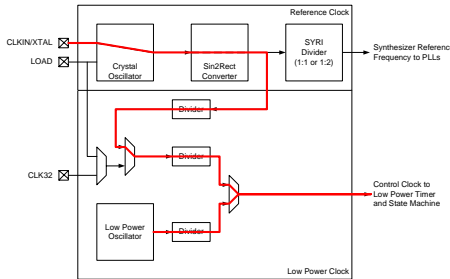 Reference Clock
CLKIN/XTAL
LOAD
Crystal
Oscillator
Sin2Rect
Converter
SYRI
Divider
(1:1 or 1:2)
Synthesizer Referenc
Frequency to PLLs
Divider
Divider
CLK32
Control Clock to
Low Power Timer
and State Machine
Low Power
Oscillator
Divider
Low Power Clock